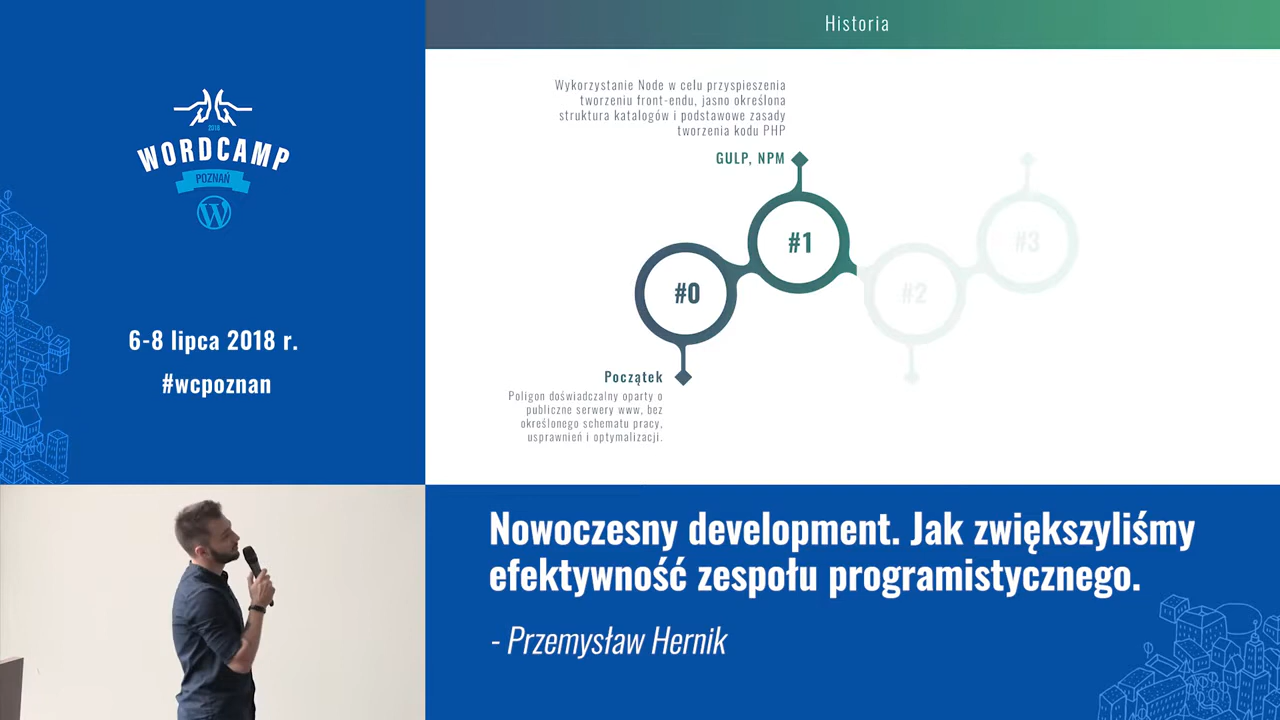 2018
WORDCAMP
POZNAŃ
6-8 lipca 2018 r.
#wcpoznan
Historia
Wykorzystanie Node w celu przyspieszenia
tworzeniu front-endu, jasno określona
struktura katalogów i podstawowe zasady
tworzenia kodu PHP
GULP, NPM
#1
#3
#0
#2
Początek
Poligon doświadczalny oparty o
publiczne serwery www, bez
określonego schematu pracy,
usprawnień i optymalizacji.
Nowoczesny development. Jak zwiększyliśmy
efektywność zespołu programistycznego.
- Przemysław Hernik